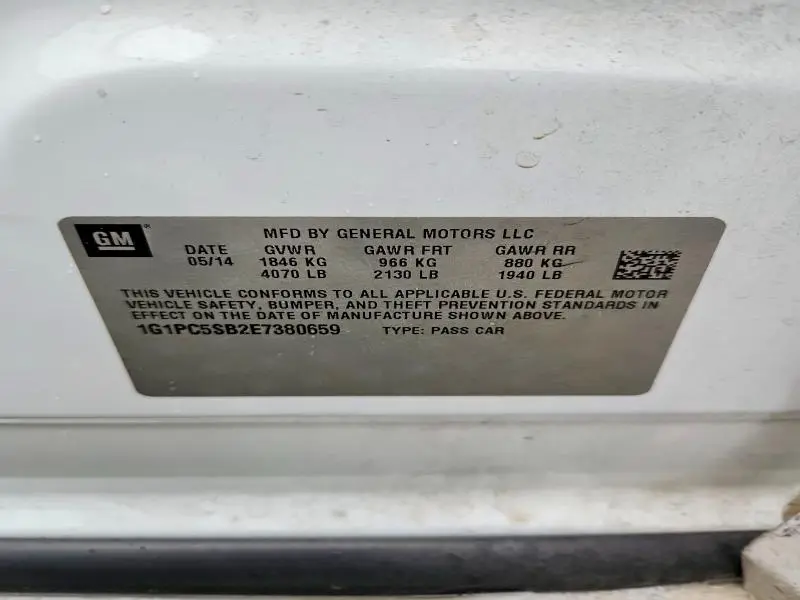 GM® MFD BY GENERAL MOTORS LLC
DATE GVWR GAWR FRT GAWR RR
05/14 1846 KG 966 KG 880 KG
4070 LB 2130 LB 1940 LB
THIS VEHICLE CONFORMS TO ALL APPLICABLE U.S. FEDERAL MOTOR
VEHICLE SAFETY, BUMPER, AND THEFT PREVENTION STANDARDS IN
EFFECT ON THE DATE OF MANUFACTURE SHOWN ABOVE.
1G1PC5SB2E7380659 TYPE: PASS CAR